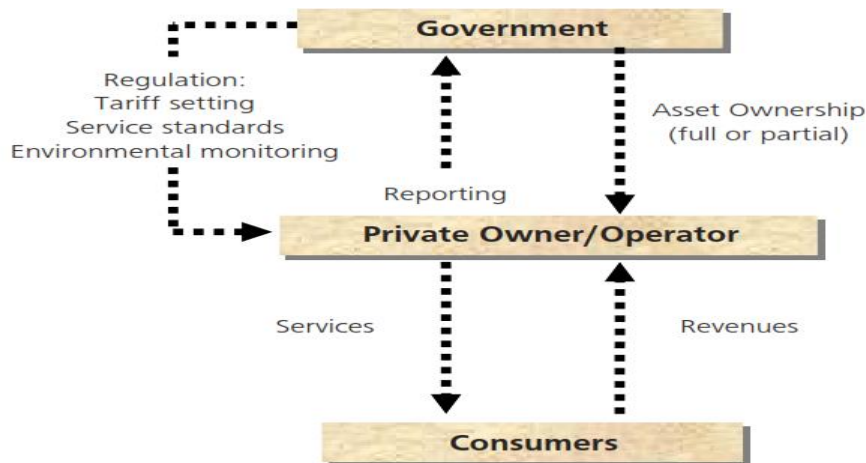 Government
Regulation:
Tariff setting
Service standards
Environmental monitoring
Asset Ownership
(full or partial)
Reporting
Private Owner/Operator
Services
Revenues
Consumers